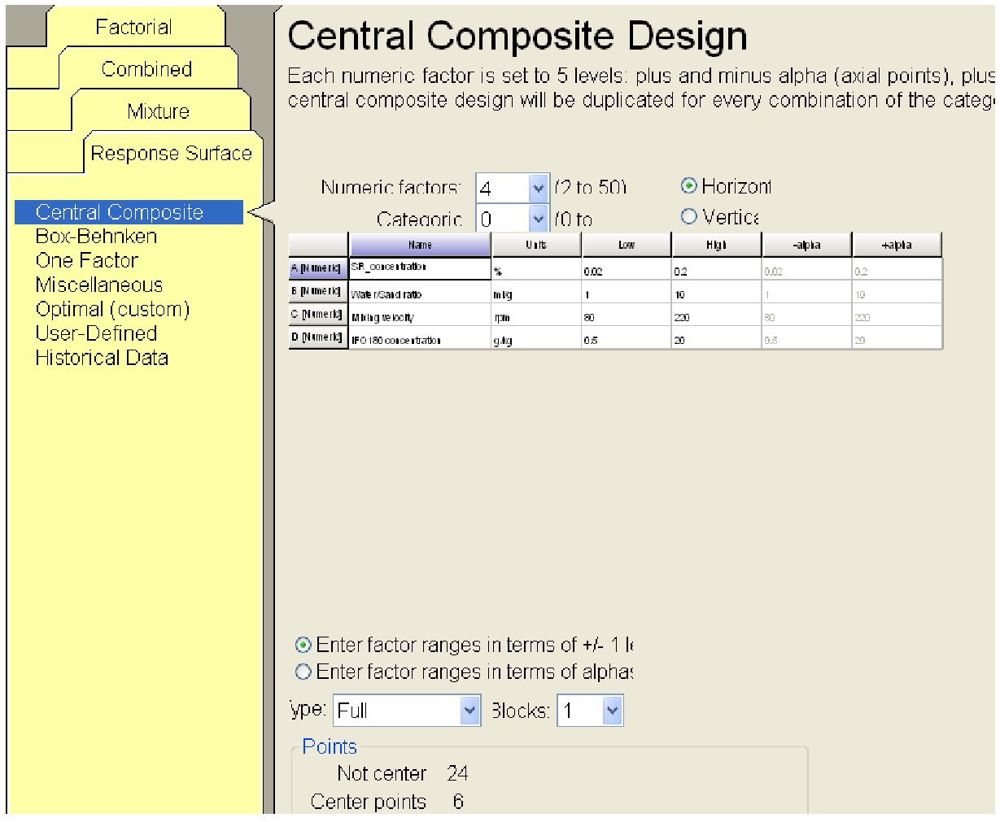 Factorial
Combined
Mixture
Response Surface
Central Composite
Box-Behnken
One Factor
Miscellaneous
Optimal (custom)
User-Defined
Historical Data
Central Composite Design
Each numeric factor is set to 5 levels: plus and minus alpha (axial points), plus
central composite design will be duplicated for every combination of the catego
Numeric factors: 4 (2 to 50) Horizont
Categoric 0 (0 to Vertica
Name Units Low High -alpha +alpha
A [Numeric] SR_concentration % 0.02 0.2 0.02 0.2
B [Numeric] Water/Sand ratio ml/g 1 10 1 10
C [Numeric] Mixing velocity rpm 80 220 80 220
D [Numeric] IFO 180 concentration g/kg 0.5 20 0.5 20
Enter factor ranges in terms of +/- 1 le
Enter factor ranges in terms of alphas
Type: Full Blocks: 1
Points
Not center 24
Center points 6